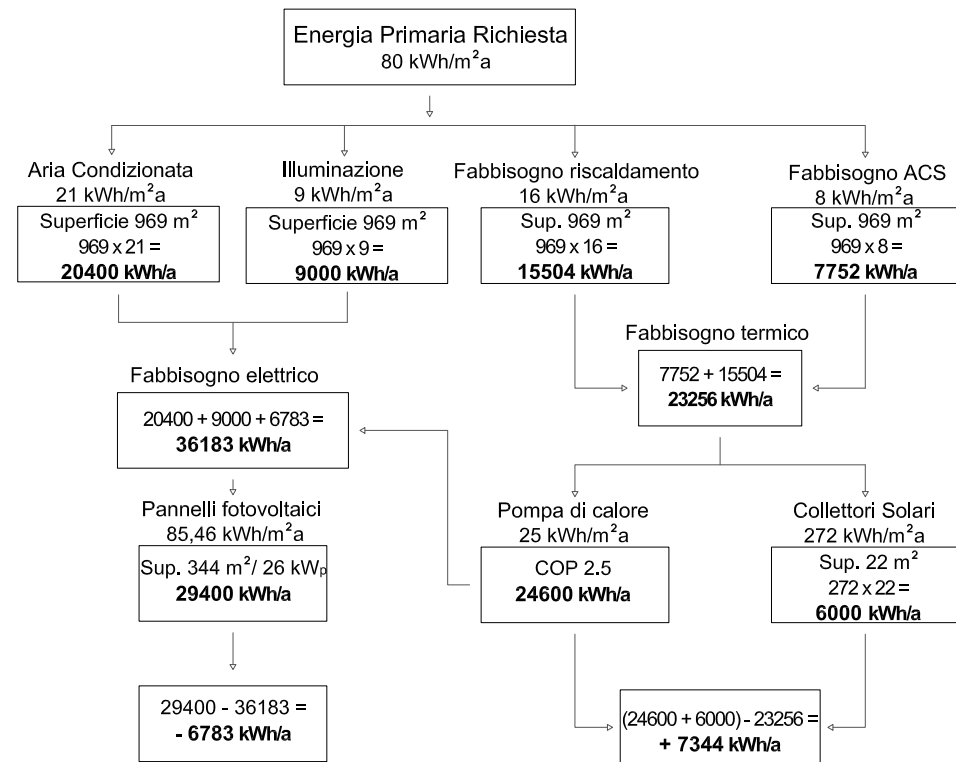 Energia Primaria Richiesta
80 kWh/m²a
Aria Condizionata
21 kWh/m²a
Superficie 969 m²
969 x 21 =
20400 kWh/a
Illuminazione
9 kWh/m²a
Superficie 969 m²
969 x 9 =
9000 kWh/a
Fabbisogno riscaldamento
16 kWh/m²a
Sup. 969 m²
969 x 16 =
15504 kWh/a
Fabbisogno ACS
8 kWh/m²a
Sup. 969 m²
969 x 8 =
7752 kWh/a
Fabbisogno elettrico
20400 + 9000 + 6783 =
36183 kWh/a
Fabbisogno termico
7752 + 15504 =
23256 kWh/a
Pannelli fotovoltaici
85,46 kWh/m²a
Sup. 344 m²/ 26 kWₚ
29400 kWh/a
Pompa di calore
25 kWh/m²a
COP 2.5
24600 kWh/a
Collettori Solari
272 kWh/m²a
Sup. 22 m²
272 x 22 =
6000 kWh/a
29400 - 36183 =
- 6783 kWh/a
(24600 + 6000) - 23256 =
+ 7344 kWh/a